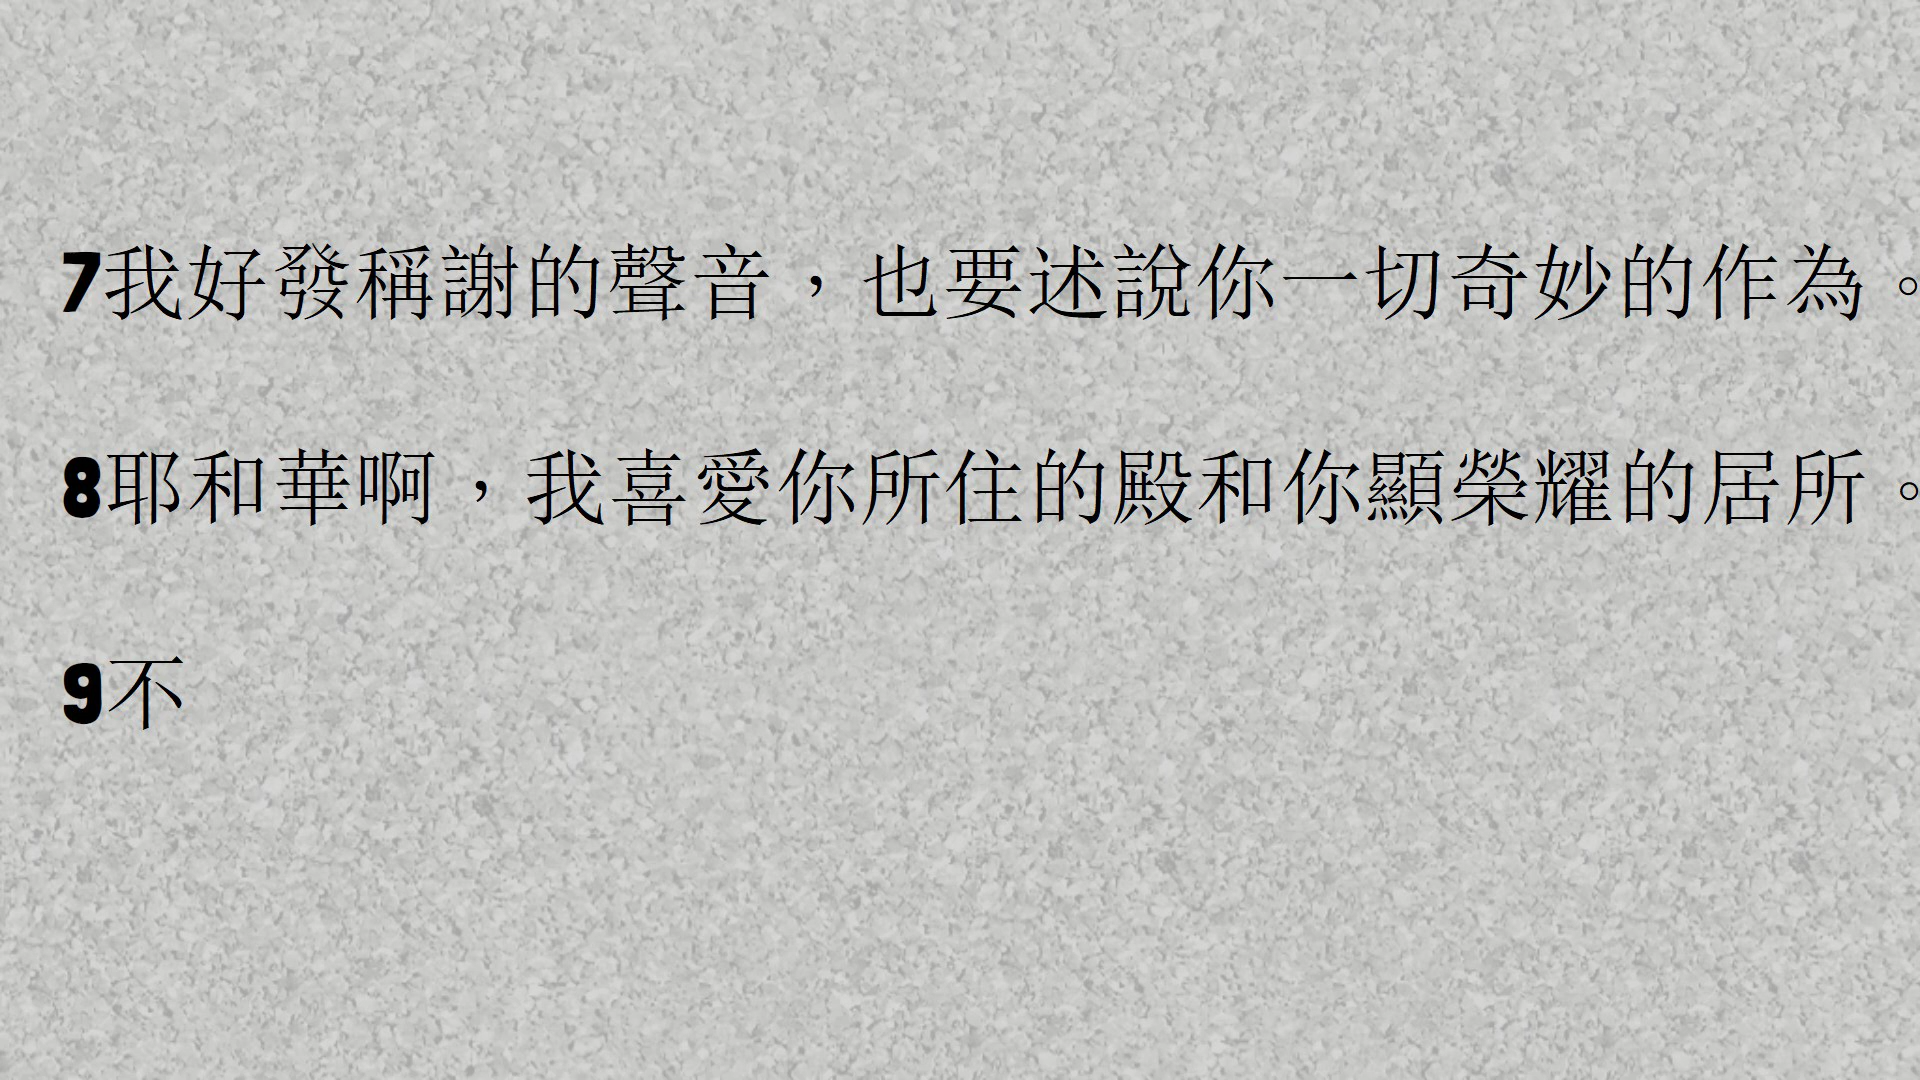 7我好發稱謝的聲音，也要述說你一切奇妙的作為。
8耶和華啊，我喜愛你所住的殿和你顯榮耀的居所。
9不